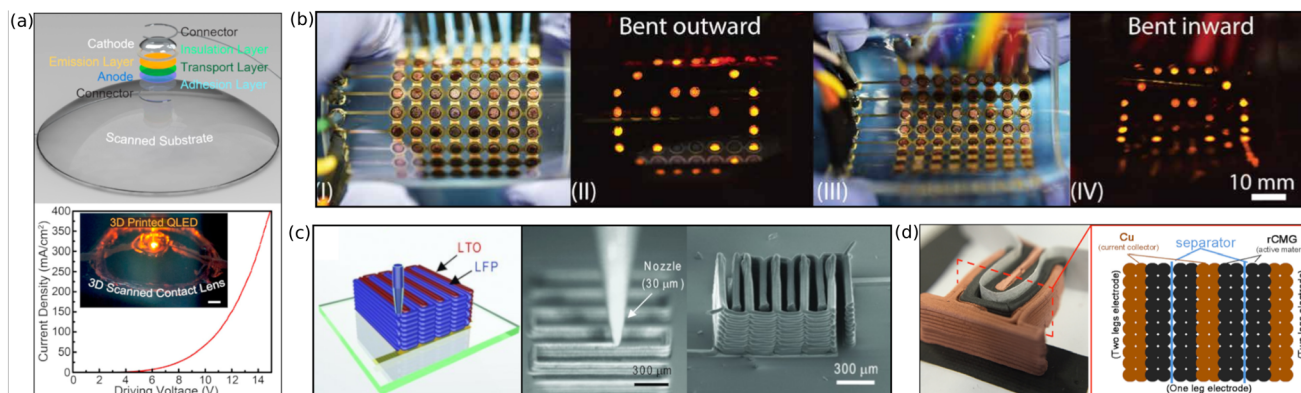 (a)
Connector
Cathode
Insulation Layer
Emission Layer
Transport Layer
Anode
Adhesion Layer
Connector
Scanned Substrate
Current Density (mA/cm²)
400
350
300
250
200
150
100
50
0
3D Printed QLED
3D Scanned Contact Lens
0 2 4 6 8 10 12 14
Driving Voltage (V)
(b)
(I)
Bent outward
(II)
(III)
Bent inward
(IV)
10 mm
(c)
LTO
LFP
Nozzle
(30 μm)
300 μm
300 μm
(d)
Cu
(current collector)
separator
rCMG
(active mater
(Two legs electrode)
(One leg electrode)